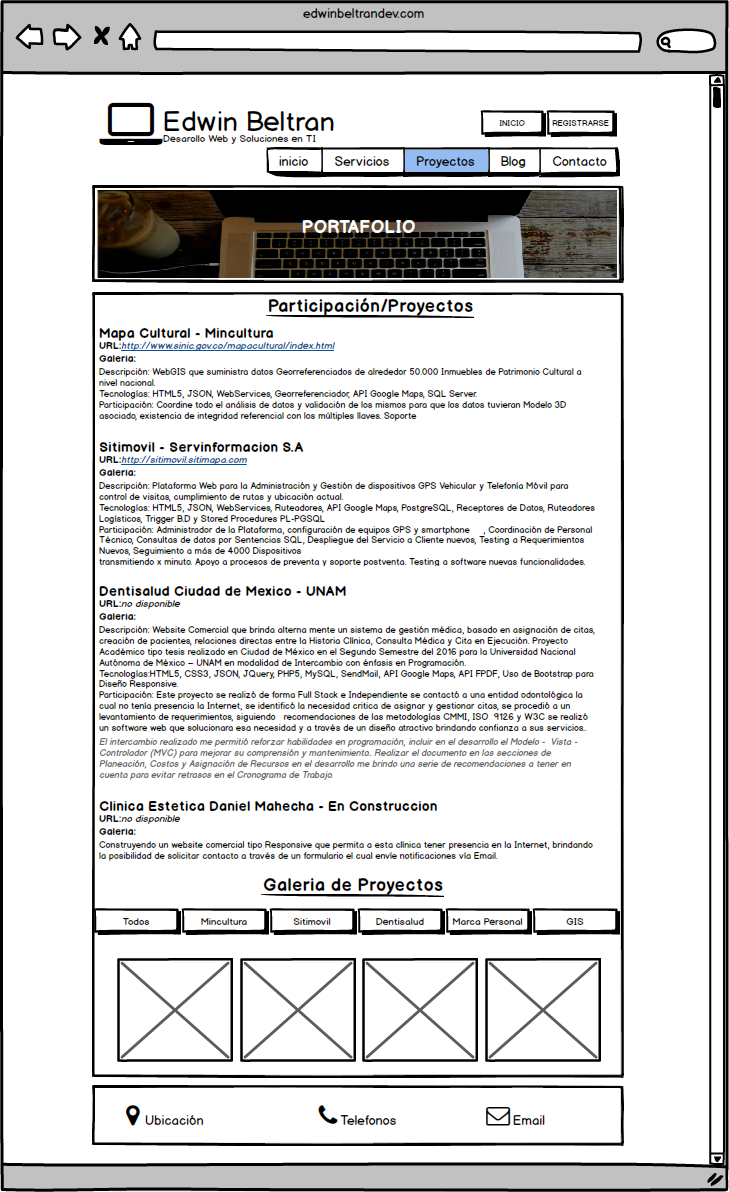 edwinbeltrandev.com
Edwin Beltran
Desarollo Web y Soluciones en TI
INICIO
REGISTRARSE
inicio
Servicios
Proyectos
Blog
Contacto
PORTAFOLIO
Participación/Proyectos
Mapa Cultural - Mincultura
URL:http://www.sinic.gov.co/mapacultural/index.html
Galeria:
Descripción: WebGIS que suministra datos Georreferenciados de alrededor 50.000 Inmuebles de Patrimonio Cultural a
nivel nacional.
Tecnologías: HTML5, JSON, WebServices, Georreferenciador, API Google Maps, SQL Server.
Participación: Coordine todo el análisis de datos y validación de los mismos para que los datos tuvieran Modelo 3D
asociado, existencia de integridad referencial con los múltiples llaves. Soporte
Sitimovil - Servinformacion S.A
URL:http://sitimovil.sitimapa.com
Galeria:
Descripción: Plataforma Web para la Administración y Gestión de dispositivos GPS Vehicular y Telefonía Móvil para
control de visitas, cumplimiento de rutas y ubicación actual.
Tecnologías: HTML5, JSON, WebServices, Ruteadores, API Google Maps, PostgreSQL, Receptores de Datos, Ruteadores
Logísticos, Trigger B.D y Stored Procedures PL-PGSQL
Participación: Administrador de la Plataforma, configuración de equipos GPS y smartphone , Coordinación de Personal
Técnico, Consultas de datos por Sentencias SQL, Despliegue del Servicio a Cliente nuevos, Testing a Requerimientos
Nuevos, Seguimiento a más de 4000 Dispositivos
transmitiendo x minuto. Apoyo a procesos de preventa y soporte postventa. Testing a software nuevas funcionalidades.
Dentisalud Ciudad de Mexico - UNAM
URL:no disponible
Galeria:
Descripción: Website Comercial que brinda alterna mente un sistema de gestión médica, basado en asignación de citas,
creación de pacientes, relaciones directas entre la Historia Clínica, Consulta Médica y Cita en Ejecución. Proyecto
Académico tipo tesis realizado en Ciudad de México en el Segundo Semestre del 2016 para la Universidad Nacional
Autónoma de México – UNAM en modalidad de Intercambio con énfasis en Programación.
Tecnologías:HTML5, CSS3, JSON, JQuery, PHP5, MySQL, SendMail, API Google Maps, API FPDF, Uso de Bootstrap para
Diseño Responsive.
Participación: Este proyecto se realizó de forma Full Stack e Independiente se contactó a una entidad odontológica la
cual no tenía presencia la Internet, se identificó la necesidad critica de asignar y gestionar citas, se procedió a un
levantamiento de requerimientos, siguiendo recomendaciones de las metodologías CMMI, ISO 9126 y W3C se realizó
un software web que solucionara esa necesidad y a través de un diseño atractivo brindando confianza a sus servicios..
El intercambio realizado me permitió reforzar habilidades en programación, incluir en el desarrollo el Modelo - Vista -
Controlador (MVC) para mejorar su comprensión y mantenimiento. Realizar el documento en las secciones de
Planeación, Costos y Asignación de Recursos en el desarrollo me brindo una serie de recomendaciones a tener en
cuenta para evitar retrasos en el Cronograma de Trabajo
Clinica Estetica Daniel Mahecha - En Construccion
URL:no disponible
Galeria:
Construyendo un website comercial tipo Responsive que permita a esta clínica tener presencia en la Internet, brindando
la posibilidad de solicitar contacto a través de un formulario el cual envíe notificaciones vía Email.
Galeria de Proyectos
Todos
Mincultura
Sitimovil
Dentisalud
Marca Personal
GIS
Ubicación
Telefonos
Email